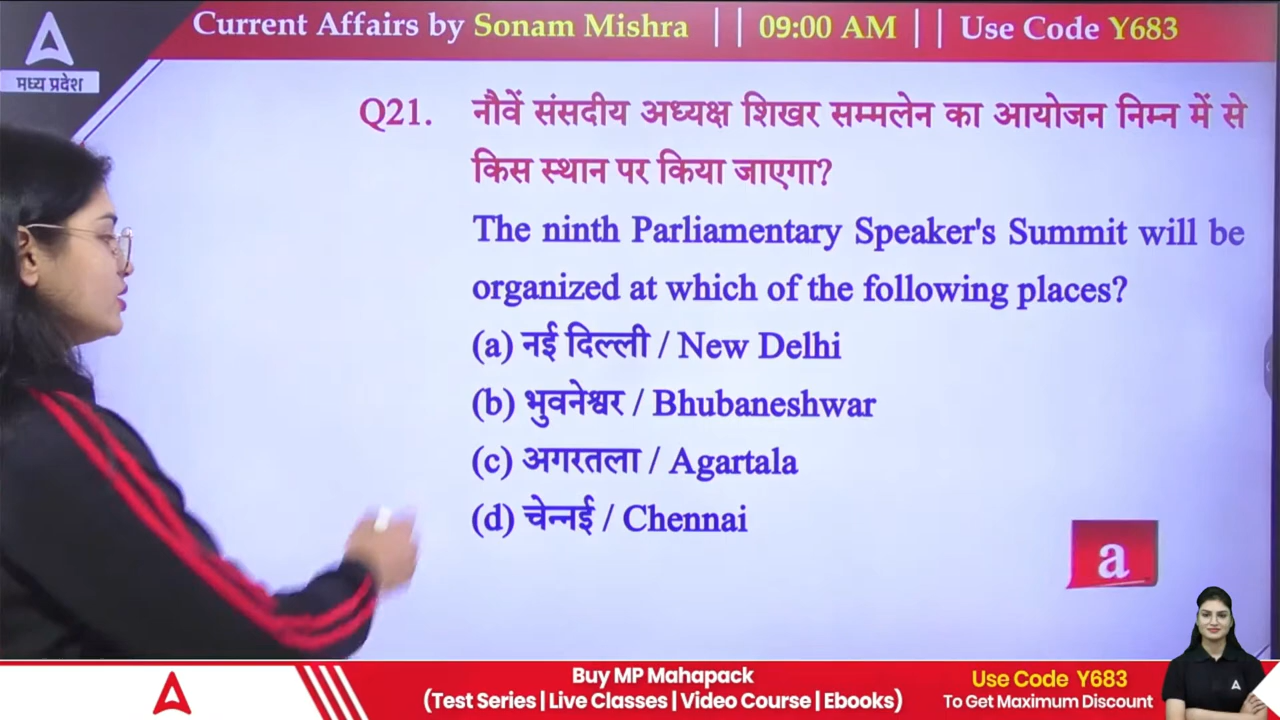 Current Affairs by Sonam Mishra || 09:00 AM || Use Code Y683
मध्य प्रदेश
Q21. नौवें संसदीय अध्यक्ष शिखर सम्मलेन का आयोजन निम्न में से
किस स्थान पर किया जाएगा?
The ninth Parliamentary Speaker's Summit will be
organized at which of the following places?
(a) नई दिल्ली / New Delhi
(b) भुवनेश्वर / Bhubaneshwar
(c) अगरतला / Agartala
(d) चेन्नई / Chennai
a
Buy MP Mahapack
(Test Series | Live Classes | Video Course | Ebooks)
Use Code Y683
To Get Maximum Discount